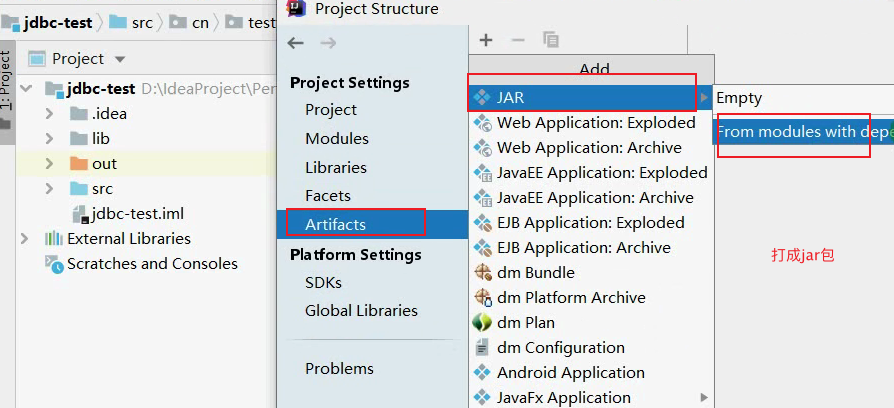 Project Structure
jdbc-test
src
cn
test
1: Project
Project
jdbc-test D:\IdeaProject\Per
.idea
lib
out
src
jdbc-test.iml
External Libraries
Scratches and Consoles
Project Settings
Project
Modules
Libraries
Facets
Artifacts
Platform Settings
SDKs
Global Libraries
Problems
Add
JAR
Web Application: Exploded
Web Application: Archive
JavaEE Application: Exploded
JavaEE Application: Archive
EJB Application: Exploded
EJB Application: Archive
dm Bundle
dm Platform Archive
dm Plan
dm Configuration
Android Application
JavaFx Application
Empty
From modules with depe
打成jar包